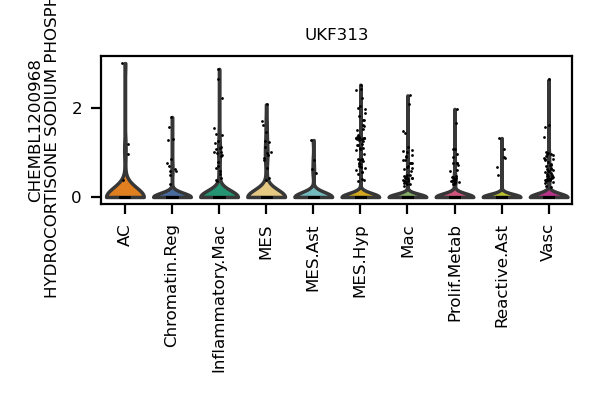 UKF313
CHEMBL1200968
HYDROCORTISONE SODIUM
2
0
AC
Chromatin.Reg
Inflammatory.Mac
MES
MES.Ast
MES.Hyp
Mac
Prolif.Metab
Reactive.Ast
Vasc